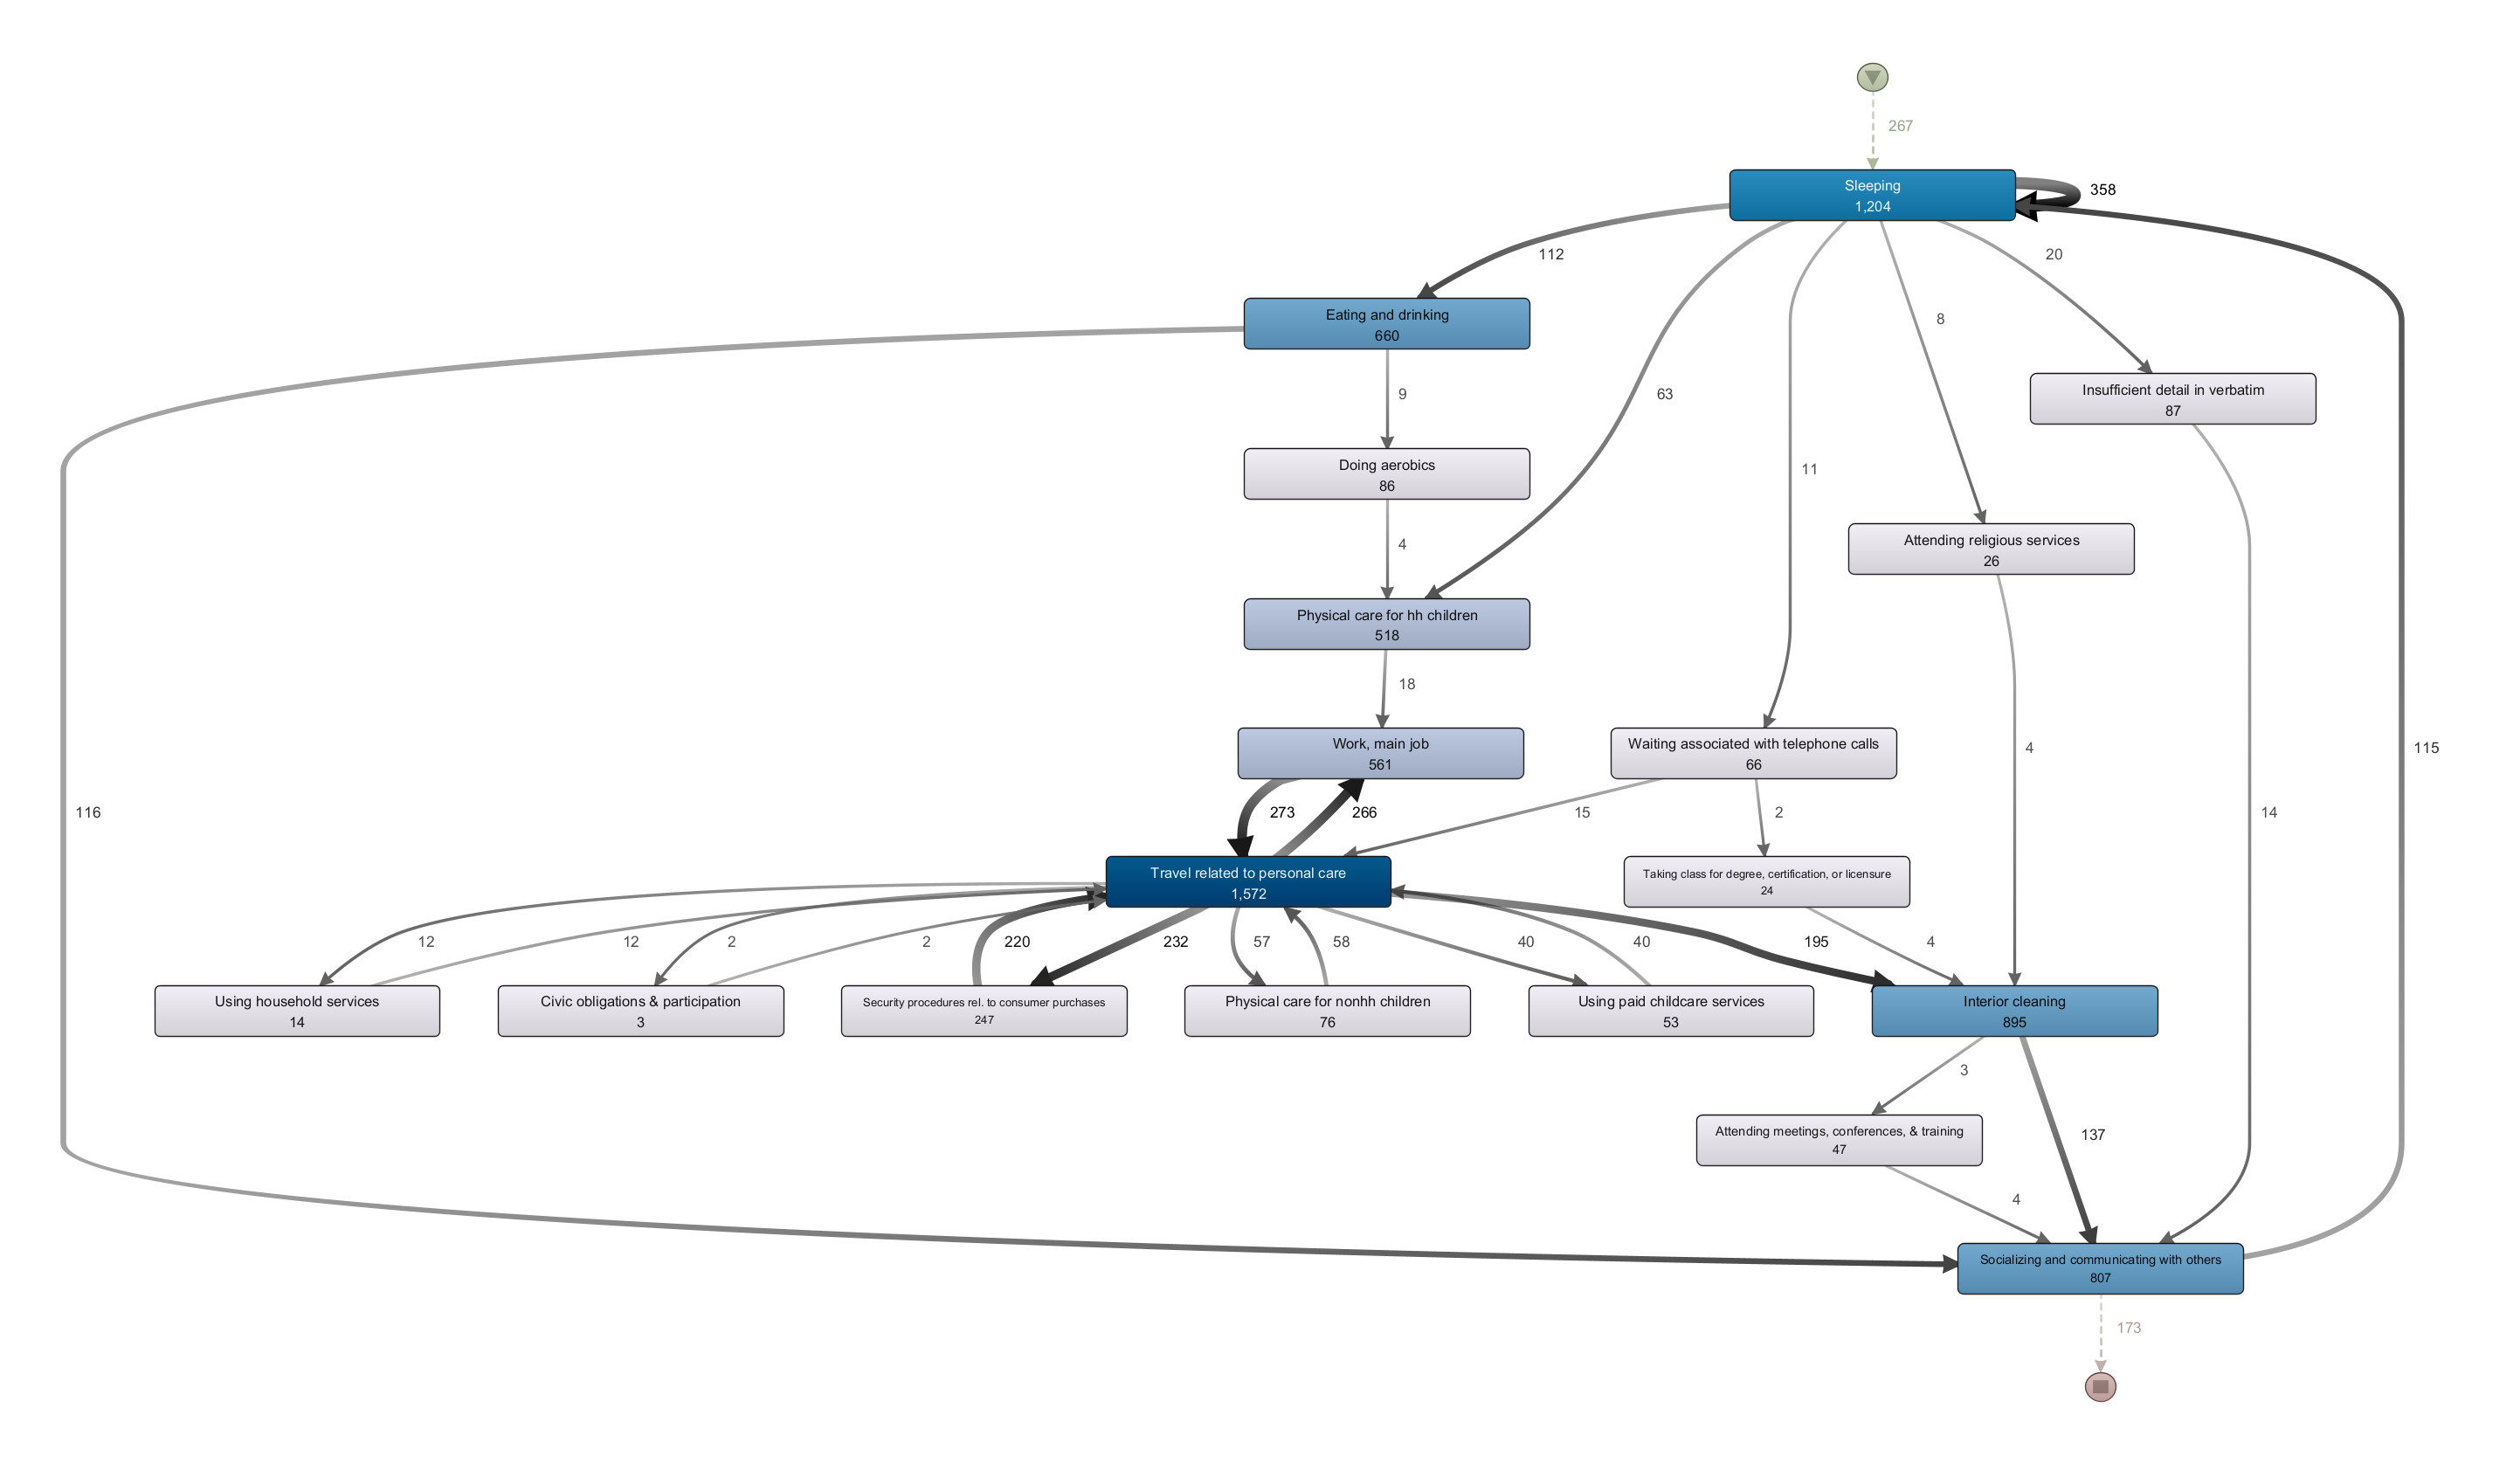 267
Sleeping
1,204
358
112
20
8
Eating and drinking
660
Insufficient detail in verbatim
87
9
63
Doing aerobics
86
11
Attending religious services
26
4
Physical care for hh children
518
18
Work, main job
561
Waiting associated with telephone calls
66
4
115
116
273
266
15
2
14
Travel related to personal care
1,572
Taking class for degree, certification, or licensure
24
12
12
2
2
220
232
57
58
40
40
195
4
Using household services
14
Civic obligations & participation
3
Security procedures rel. to consumer purchases
247
Physical care for nonhh children
76
Using paid childcare services
53
Interior cleaning
895
3
Attending meetings, conferences, & training
47
137
4
Socializing and communicating with others
807
173